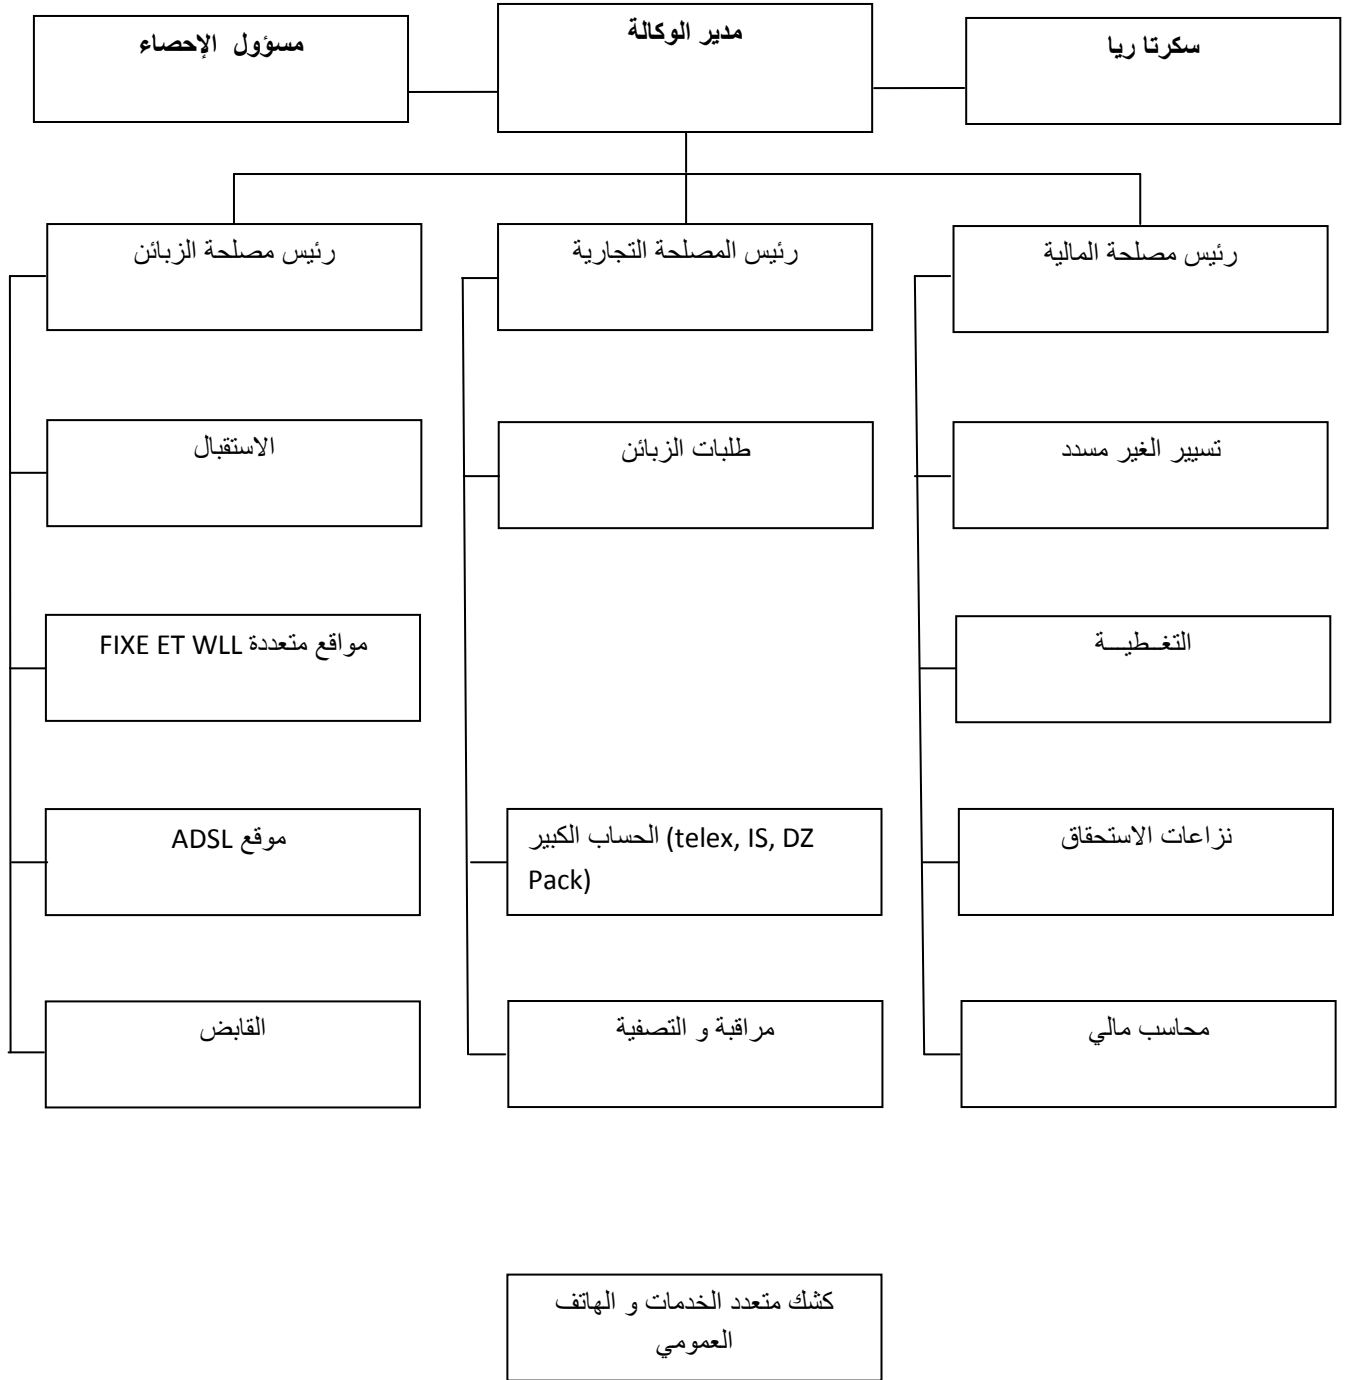 سكرتا ريا
مدير الوكالة
مسؤول الإحصاء
رئيس مصلحة المالية
رئيس المصلحة التجارية
رئيس مصلحة الزبائن
تسيير الغير مسدد
طلبات الزبائن
الاستقبال
التغـطيـــة
مواقع متعددة FIXE ET WLL
نزاعات الاستحقاق
الحساب الكبير (telex, IS, DZ
Pack)
موقع ADSL
محاسب مالي
مراقبة و التصفية
القابض
كشك متعدد الخدمات و الهاتف
العمومي